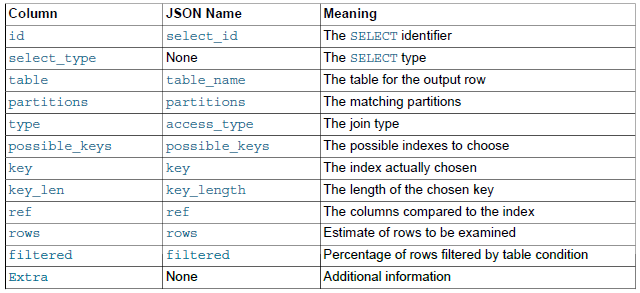 Column JSON Name Meaning
id select_id The SELECT identifier
select_type None The SELECT type
table table_name The table for the output row
partitions partitions The matching partitions
type access_type The join type
possible_keys possible_keys The possible indexes to choose
key key The index actually chosen
key_len key_length The length of the chosen key
ref ref The columns compared to the index
rows rows Estimate of rows to be examined
filtered filtered Percentage of rows filtered by table condition
Extra None Additional information